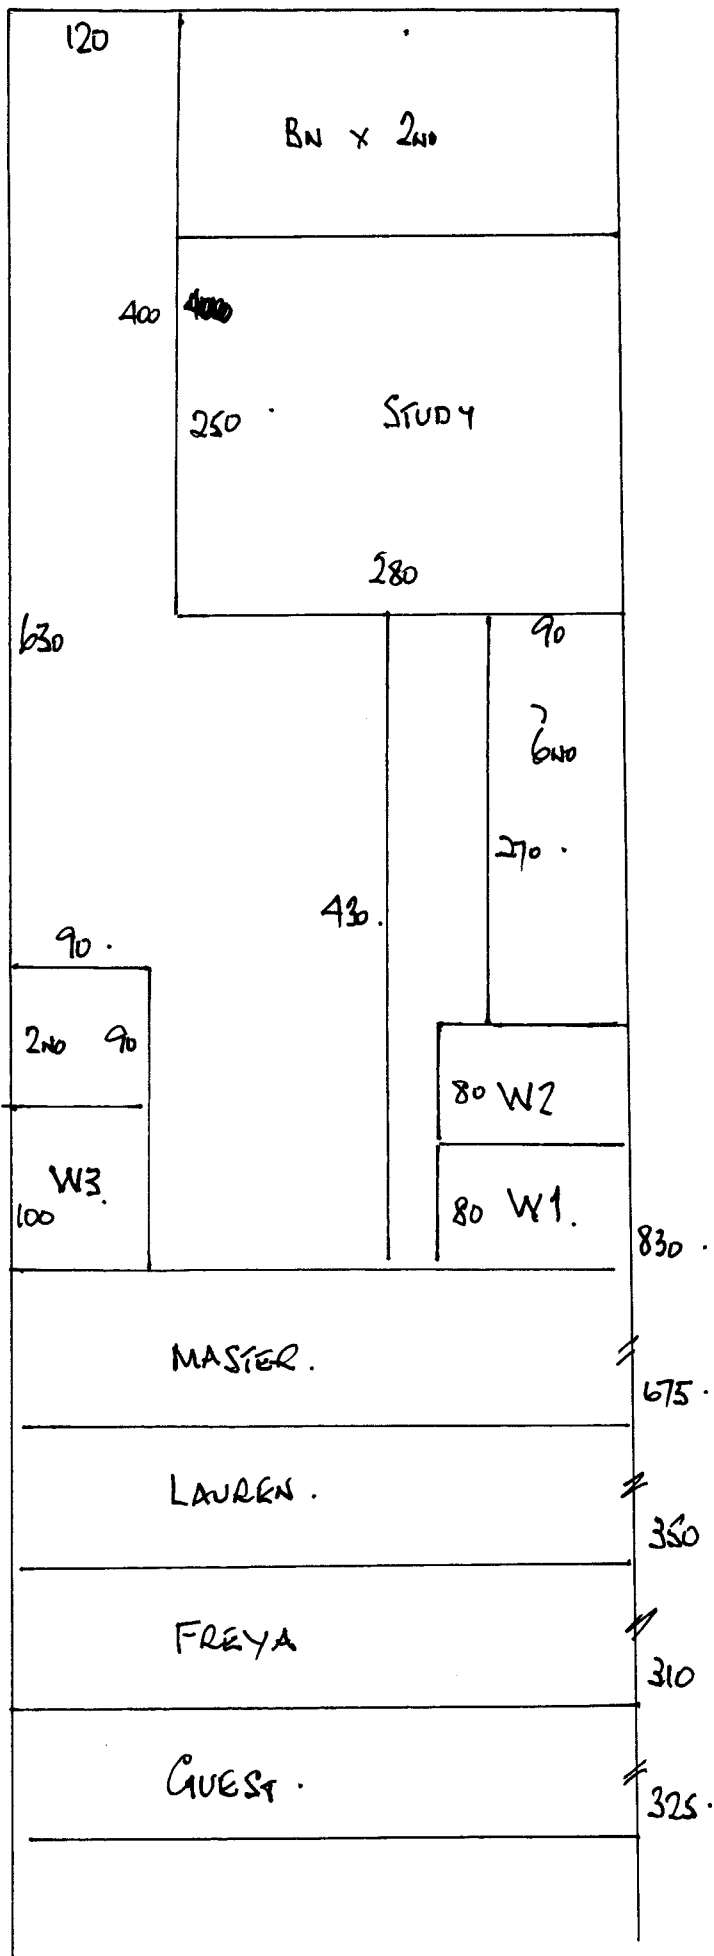 120
BN x 2NO
400
250 STUDY
280
630
90
6NO
270.
430.
90.
2NO 90
80 W2
W3.
100
80 W1.
830.
MASTER.
675.
LAUREN.
350
FREYA
310
GUEST.
325.